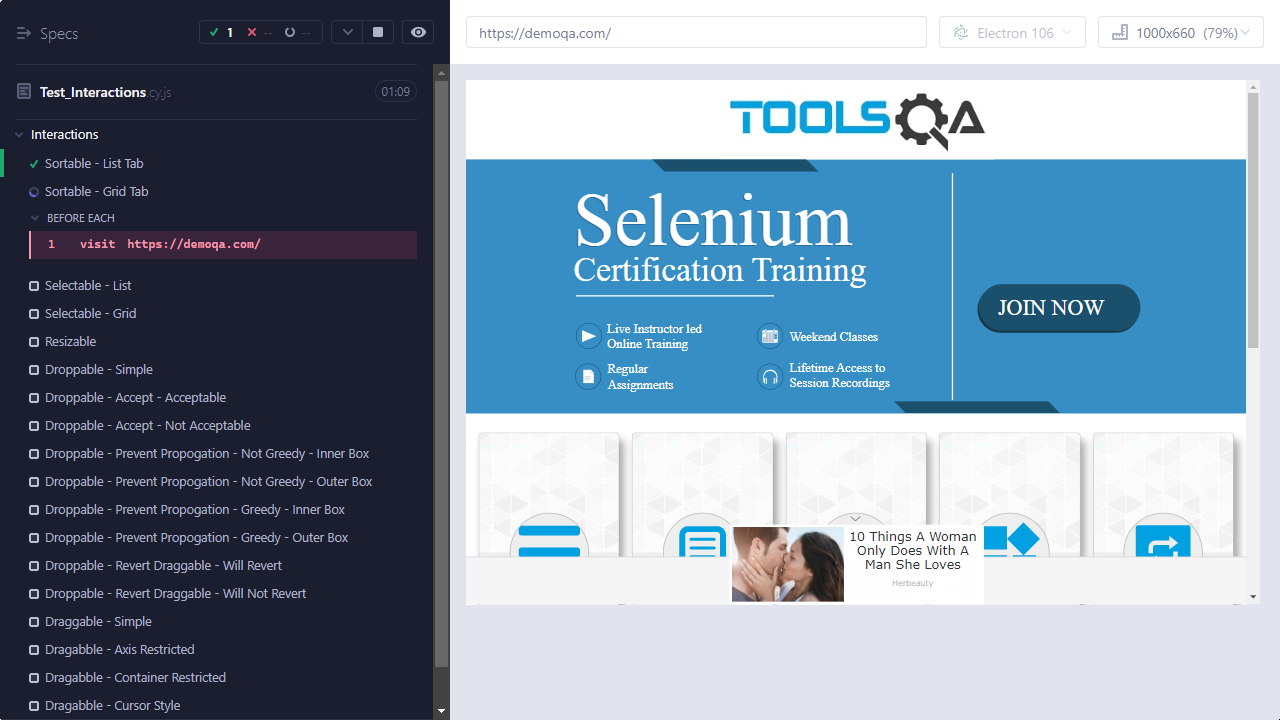 Specs
1
--
--
Test_Interactions.cy.js
01:09
Interactions
Sortable - List Tab
Sortable - Grid Tab
BEFORE EACH
1 visit https://demoqa.com/
Selectable - List
Selectable - Grid
Resizable
Droppable - Simple
Droppable - Accept - Acceptable
Droppable - Accept - Not Acceptable
Droppable - Prevent Propogation - Not Greedy - Inner Box
Droppable - Prevent Propogation - Not Greedy - Outer Box
Droppable - Prevent Propogation - Greedy - Inner Box
Droppable - Prevent Propogation - Greedy - Outer Box
Droppable - Revert Draggable - Will Revert
Droppable - Revert Draggable - Will Not Revert
Draggable - Simple
Dragabble - Axis Restricted
Dragabble - Container Restricted
Dragabble - Cursor Style
https://demoqa.com/
Electron 106
1000x660 (79%)
TOOLSQA
Selenium
Certification Training
Live Instructor led
Online Training
Weekend Classes
Regular
Assignments
Lifetime Access to
Session Recordings
JOIN NOW
10 Things A Woman
Only Does With A
Man She Loves
Herbeauty